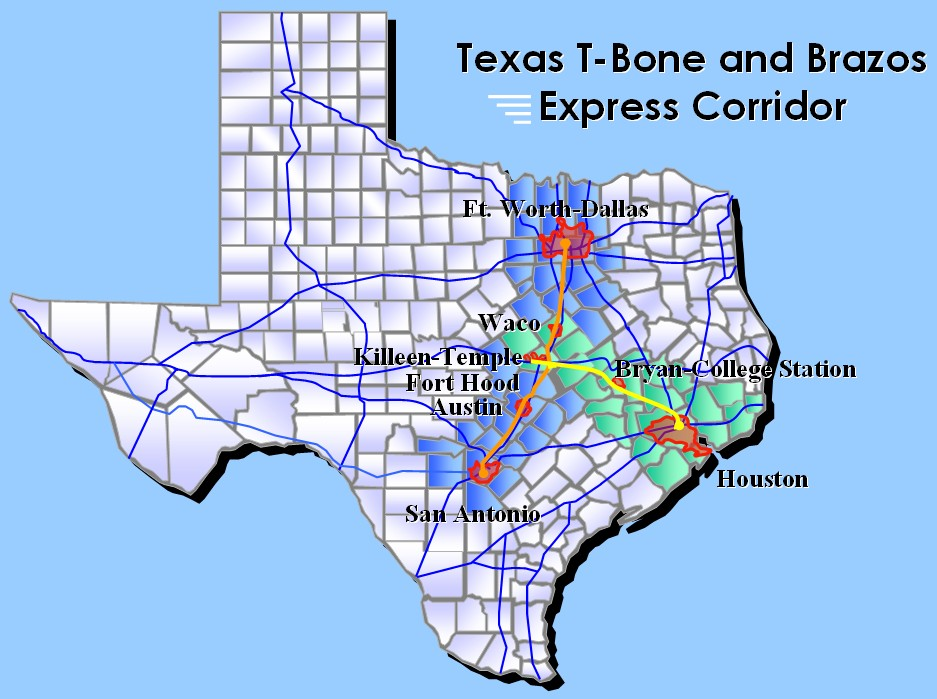 Texas T-Bone and Brazos
Express Corridor
Ft. Worth-Dallas
Waco
Killeen-Temple
Fort Hood
Bryan-College Station
Austin
Houston
San Antonio